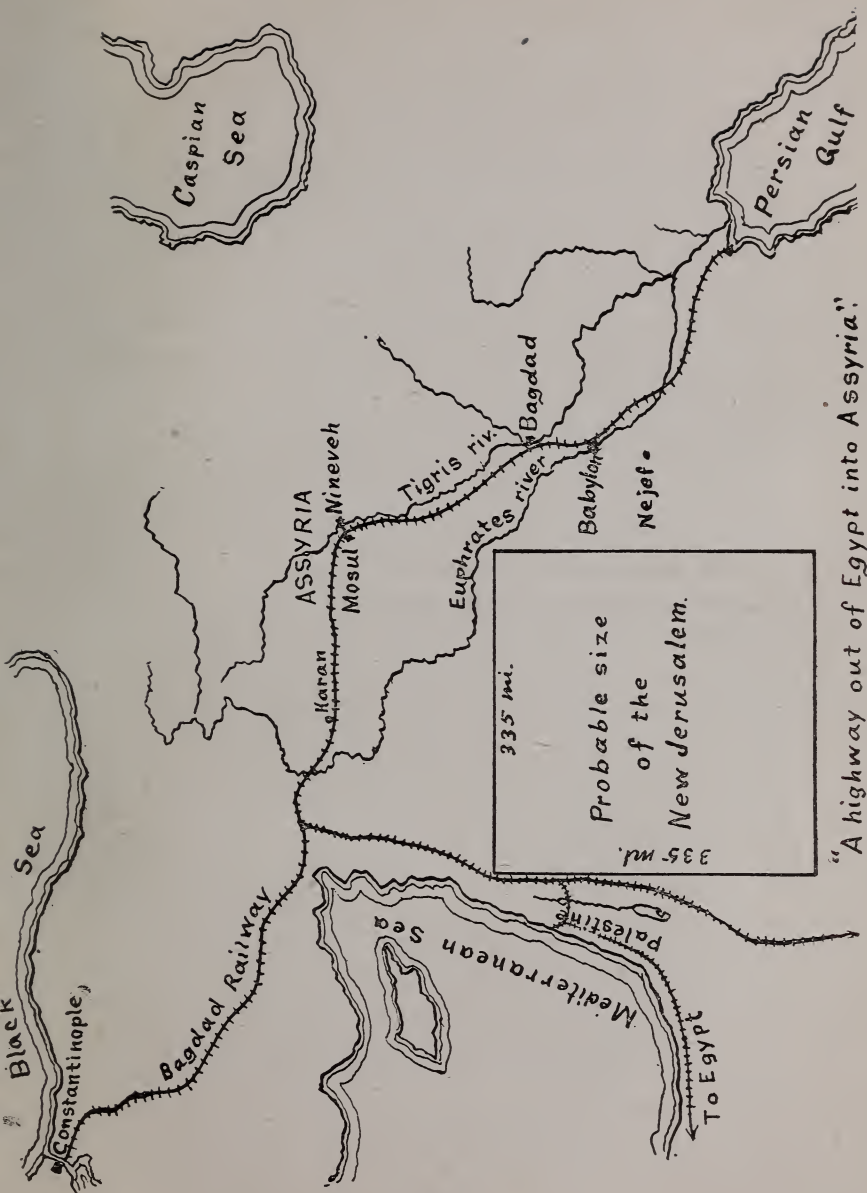 Black
Sea
Constantinople
Bagdad Railway
Caspian
Sea
ASSYRIA
Nineveh
Mosul
Haran
Tigris riv.
Bagdad
Euphrates river
Babylon
Nejef
Persian
Gulf
Mediterranean Sea
Palestin
To Egypt
335 mi.
335 mi.
Probable size
of the
New Jerusalem.
"A highway out of Egypt into Assyria".